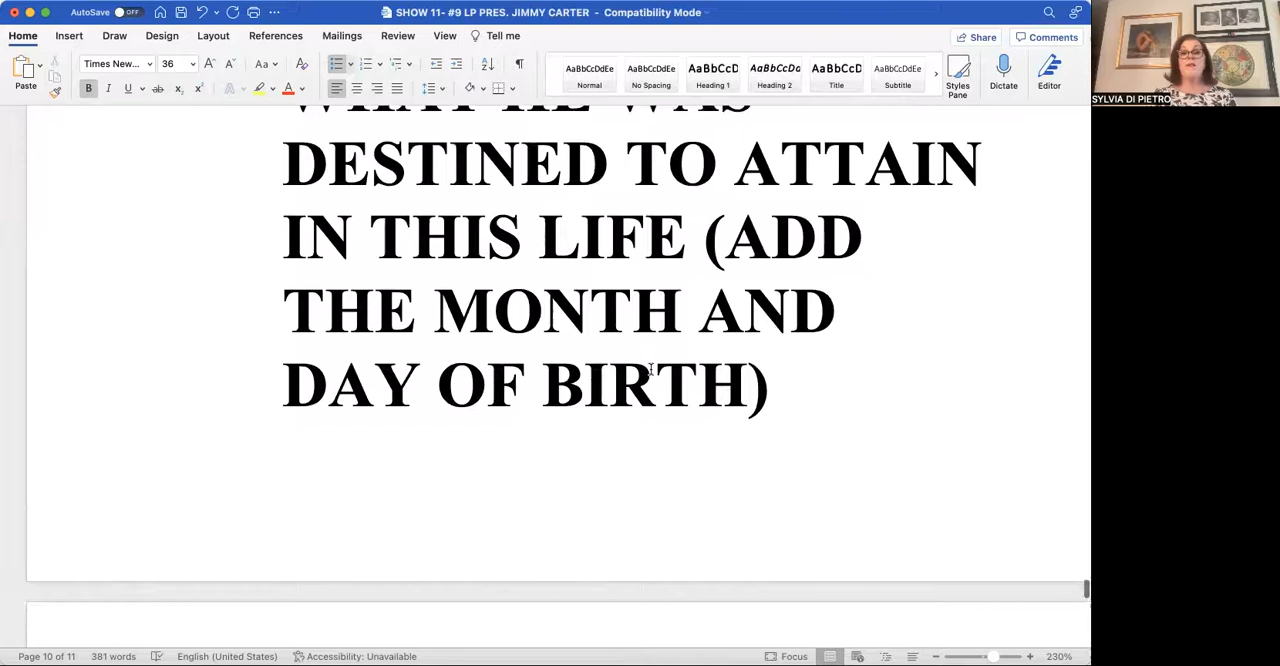 AutoSave OFF
SHOW 11- #9 LP PRES. JIMMY CARTER - Compatibility Mode
Home Insert Draw Design Layout References Mailings Review View Tell me
Share Comments
Paste
Times New... 36
AaBbCcDdEe AaBbCcDdEe AaBbCcD AaBbCcDd AaBbCcD AaBbCcDdEe
Normal No Spacing Heading 1 Heading 2 Title Subtitle
Styles Pane Dictate Editor
SYLVIA DI PIETRO
WHAT HE WAS
DESTINED TO ATTAIN
IN THIS LIFE (ADD
THE MONTH AND
DAY OF BIRTH)
Page 10 of 11 381 words English (United States) Accessibility: Unavailable Focus 230%